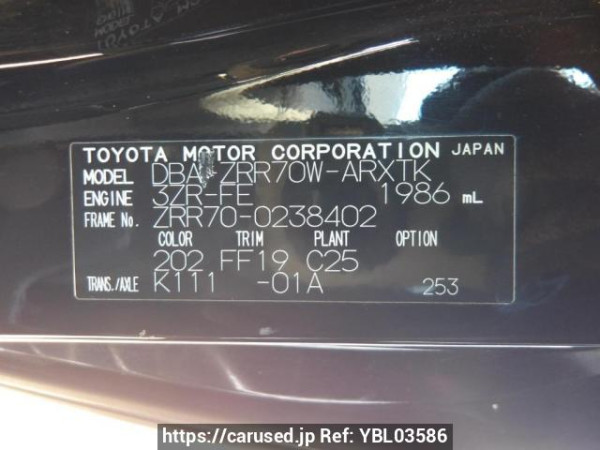 TOYOTA MOTOR CORPORATION JAPAN
MODEL DBA-ZRR70W-ARXTK
ENGINE 3ZR-FE 1986 mL
FRAME No. ZRR70-0238402
COLOR TRIM PLANT OPTION
202 FF19 C25
TRANS./AXLE K111 -01A 253
https://carused.jp Ref: YBL03586